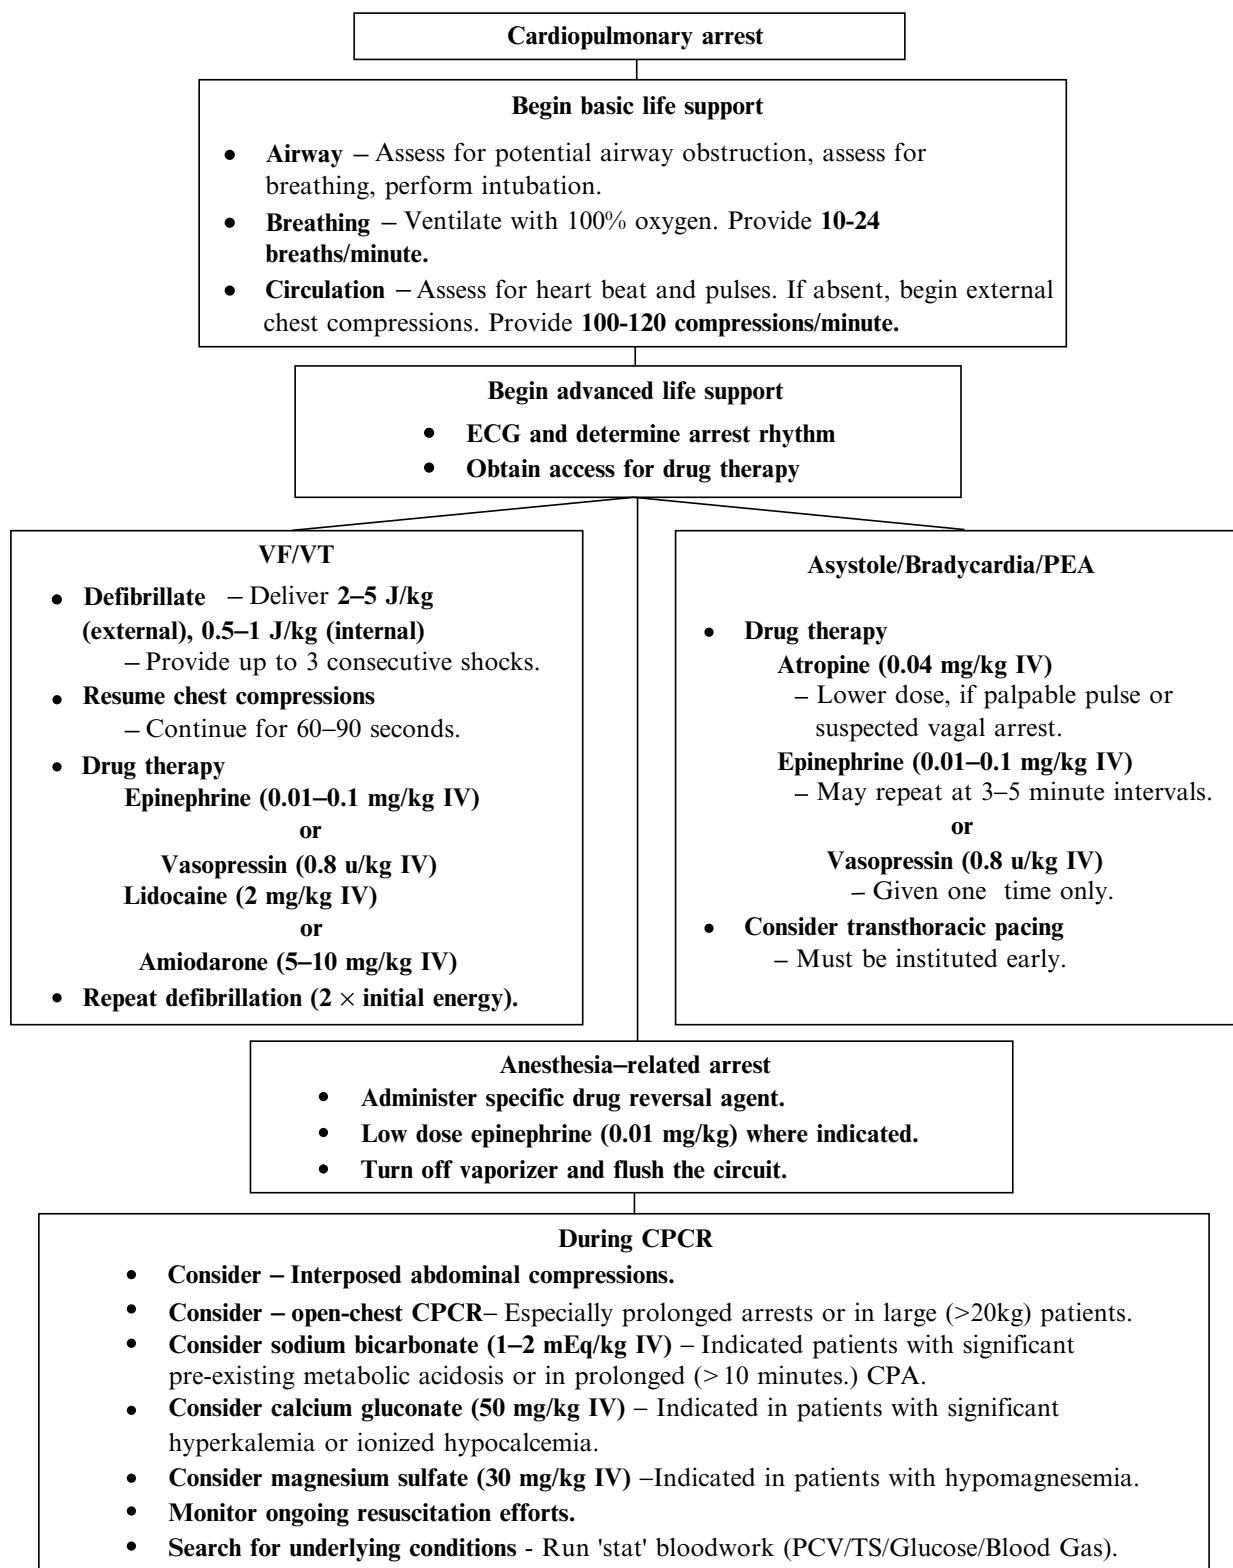 Cardiopulmonary arrest
Begin basic life support
• Airway – Assess for potential airway obstruction, assess for
breathing, perform intubation.
• Breathing – Ventilate with 100% oxygen. Provide 10-24
breaths/minute.
• Circulation – Assess for heart beat and pulses. If absent, begin external
chest compressions. Provide 100-120 compressions/minute.
Begin advanced life support
• ECG and determine arrest rhythm
• Obtain access for drug therapy
VF/VT
• Defibrillate – Deliver 2–5 J/kg
(external), 0.5–1 J/kg (internal)
– Provide up to 3 consecutive shocks.
• Resume chest compressions
– Continue for 60–90 seconds.
• Drug therapy
Epinephrine (0.01–0.1 mg/kg IV)
or
Vasopressin (0.8 u/kg IV)
Lidocaine (2 mg/kg IV)
or
Amiodarone (5–10 mg/kg IV)
• Repeat defibrillation (2 × initial energy).
Asystole/Bradycardia/PEA
• Drug therapy
Atropine (0.04 mg/kg IV)
– Lower dose, if palpable pulse or
suspected vagal arrest.
Epinephrine (0.01–0.1 mg/kg IV)
– May repeat at 3–5 minute intervals.
or
Vasopressin (0.8 u/kg IV)
– Given one time only.
• Consider transthoracic pacing
– Must be instituted early.
Anesthesia–related arrest
• Administer specific drug reversal agent.
• Low dose epinephrine (0.01 mg/kg) where indicated.
• Turn off vaporizer and flush the circuit.
During CPCR
• Consider – Interposed abdominal compressions.
• Consider – open-chest CPCR– Especially prolonged arrests or in large (>20kg) patients.
• Consider sodium bicarbonate (1–2 mEq/kg IV) – Indicated patients with significant
pre-existing metabolic acidosis or in prolonged (>10 minutes.) CPA.
• Consider calcium gluconate (50 mg/kg IV) – Indicated in patients with significant
hyperkalemia or ionized hypocalcemia.
• Consider magnesium sulfate (30 mg/kg IV) –Indicated in patients with hypomagnesemia.
• Monitor ongoing resuscitation efforts.
• Search for underlying conditions - Run 'stat' bloodwork (PCV/TS/Glucose/Blood Gas).